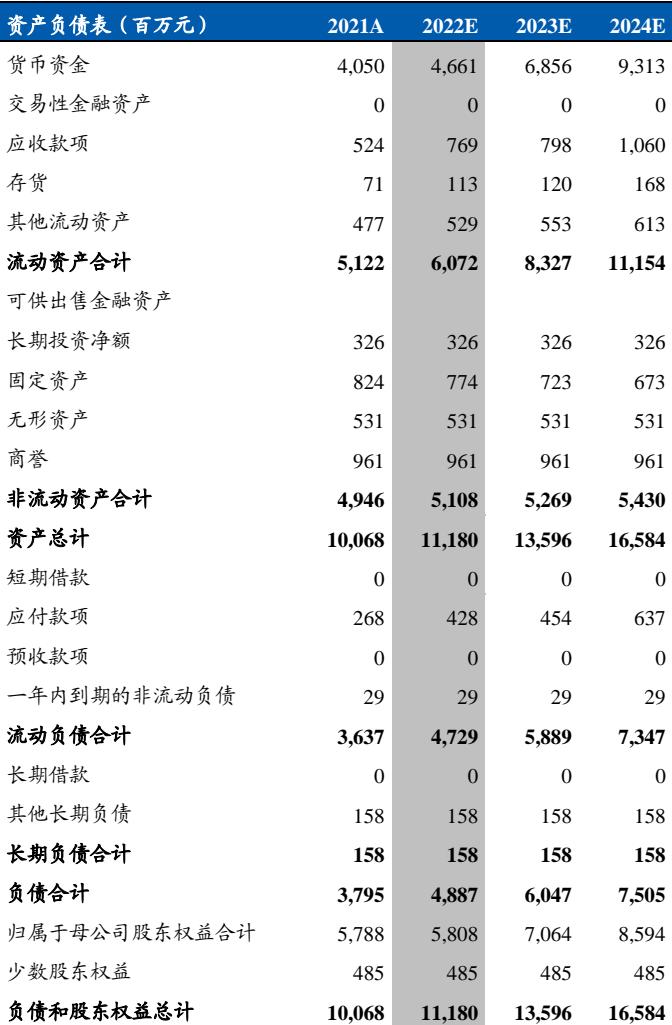 资产负债表（百万元） 2021A 2022E 2023E 2024E
货币资金 4,050 4,661 6,856 9,313
交易性金融资产 0 0 0 0
应收款项 524 769 798 1,060
存货 71 113 120 168
其他流动资产 477 529 553 613
流动资产合计 5,122 6,072 8,327 11,154
可供出售金融资产
长期投资净额 326 326 326 326
固定资产 824 774 723 673
无形资产 531 531 531 531
商誉 961 961 961 961
非流动资产合计 4,946 5,108 5,269 5,430
资产总计 10,068 11,180 13,596 16,584
短期借款 0 0 0 0
应付款项 268 428 454 637
预收款项 0 0 0 0
一年内到期的非流动负债 29 29 29 29
流动负债合计 3,637 4,729 5,889 7,347
长期借款 0 0 0 0
其他长期负债 158 158 158 158
长期负债合计 158 158 158 158
负债合计 3,795 4,887 6,047 7,505
归属于母公司股东权益合计 5,788 5,808 7,064 8,594
少数股东权益 485 485 485 485
负债和股东权益总计 10,068 11,180 13,596 16,584